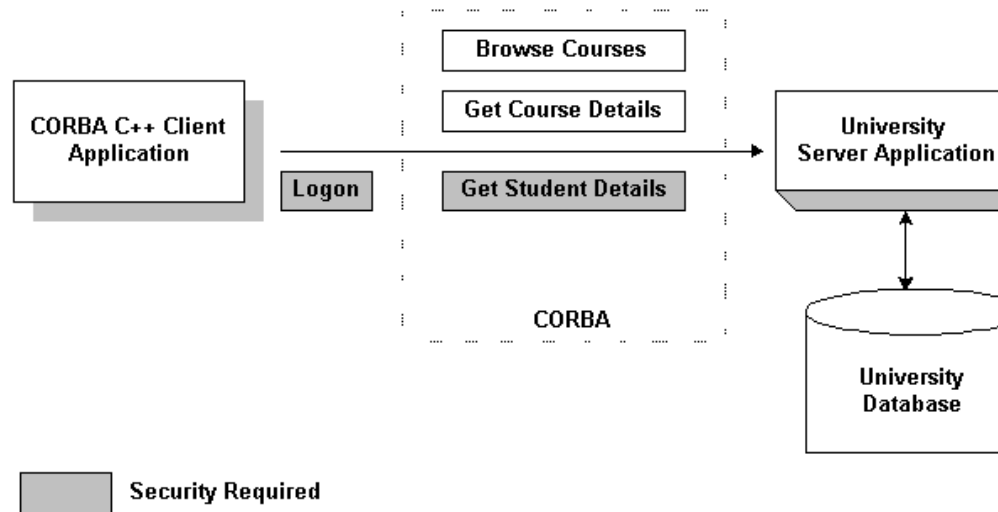 Browse Courses
CORBA C++ Client
Application
Get Course Details
University
Server Application
Logon
Get Student Details
CORBA
University
Database
Security Required